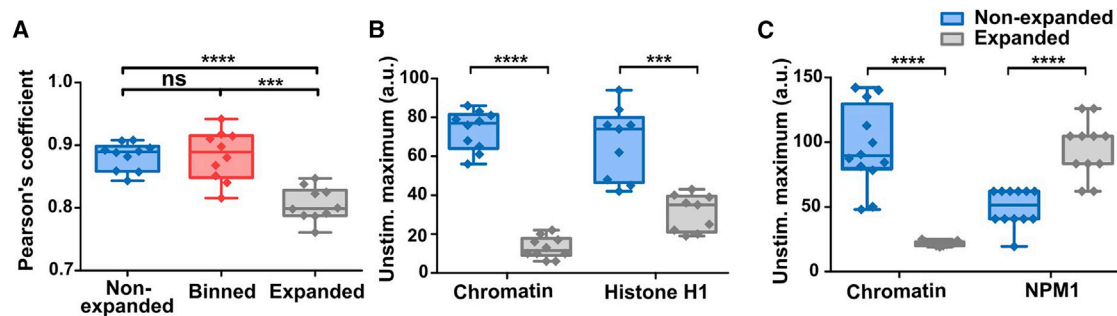 A
Pearson's coefficient
1.0
0.9
0.8
0.7
****
ns
***
Non-
expanded
Binned
Expanded
B
Unstim. maximum (a.u.)
100
80
60
40
20
0
****
***
Chromatin
Histone H1
C
Non-expanded
Expanded
Unstim. maximum (a.u.)
150
100
50
0
****
****
Chromatin
NPM1